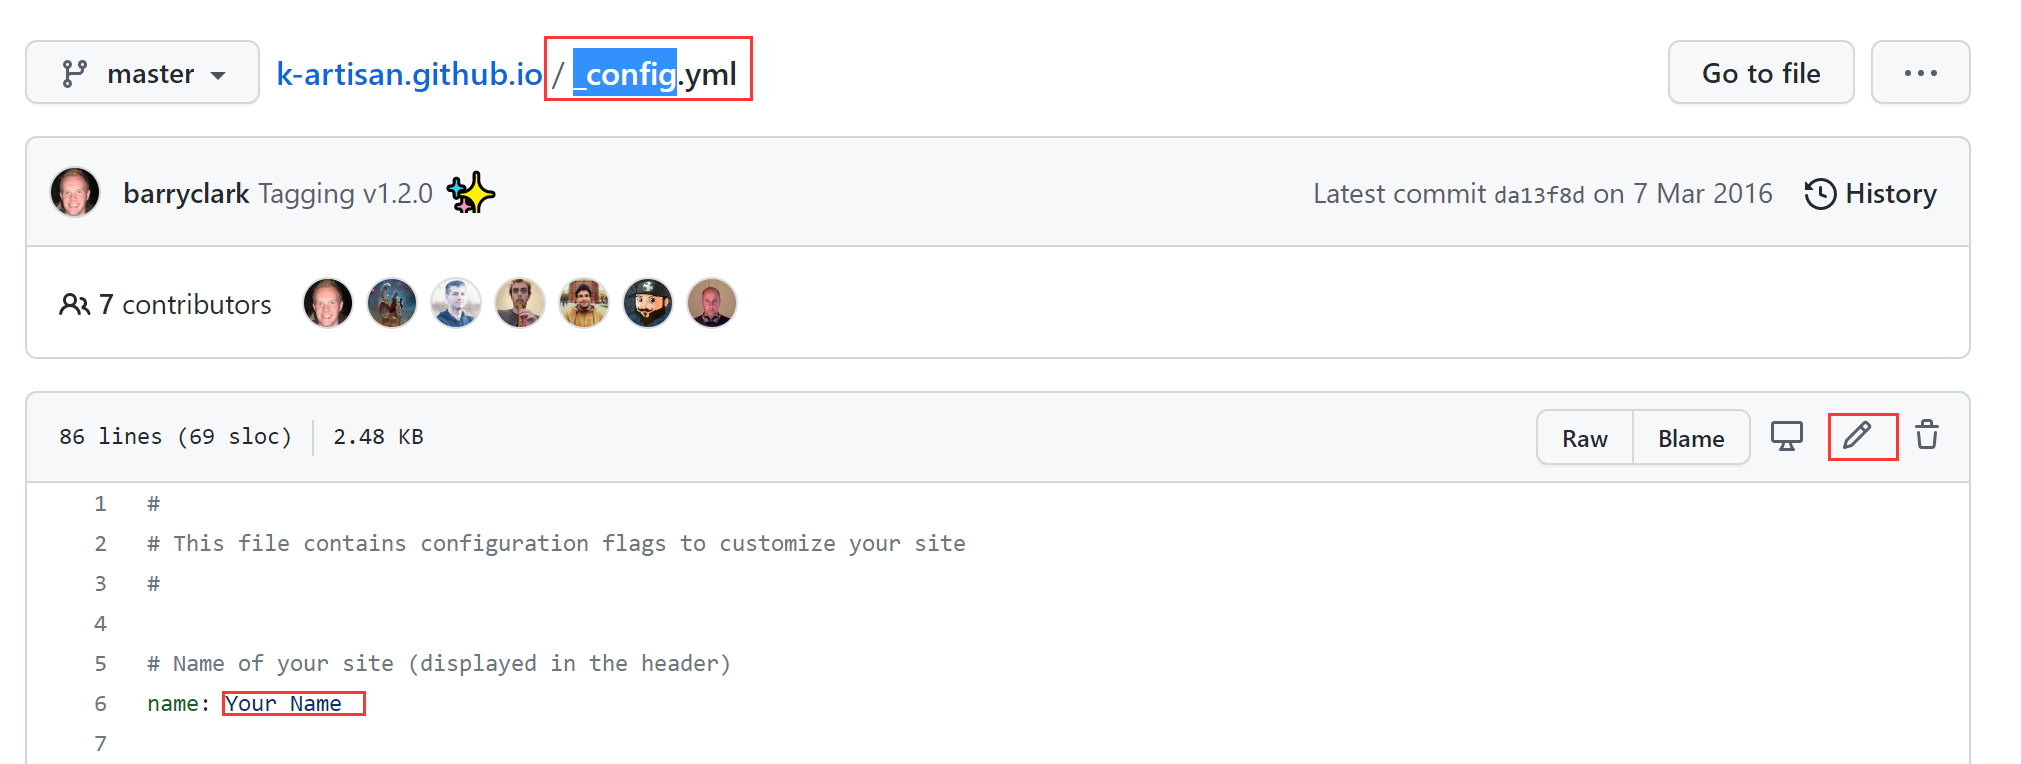 master k-artisan.github.io / _config.yml Go to file ...
barryclark Tagging v1.2.0 Latest commit da13f8d on 7 Mar 2016 History
7 contributors
86 lines (69 sloc) 2.48 KB Raw Blame
1 #
2 # This file contains configuration flags to customize your site
3 #
4
5 # Name of your site (displayed in the header)
6 name: Your Name
7